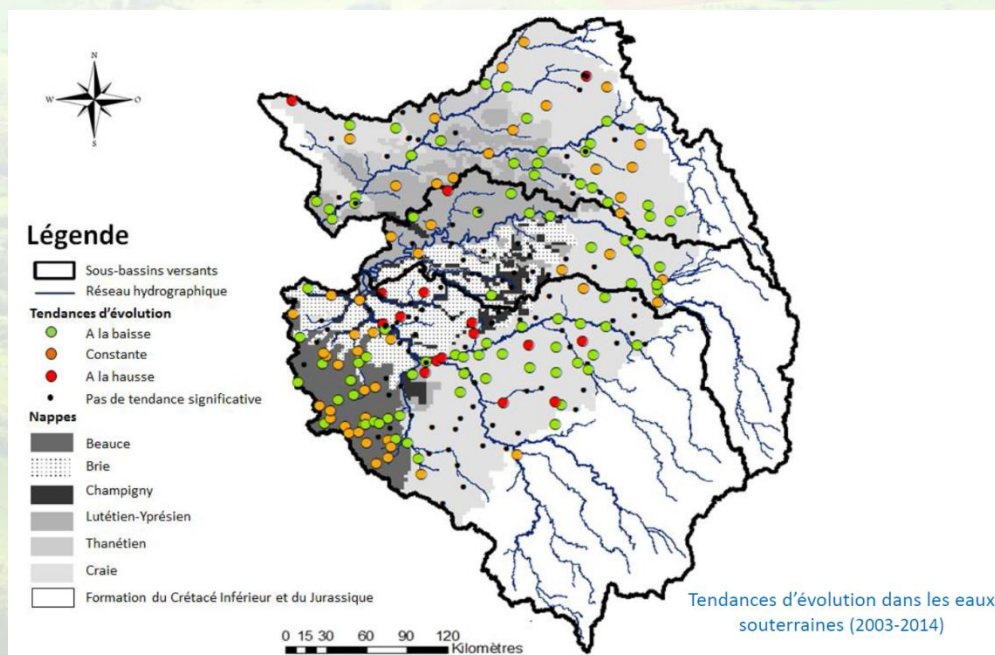 N
W
O
S
Légende
Sous-bassins versants
Réseau hydrographique
Tendances d'évolution
A la baisse
Constante
A la hausse
Pas de tendance significative
Nappes
Beauce
Brie
Champigny
Lutétien-Yprésien
Thanétien
Craie
Formation du Crétacé Inférieur et du Jurassique
0 15 30 60 90 120
Kilomètres
Tendances d'évolution dans les eaux
souterraines (2003-2014)